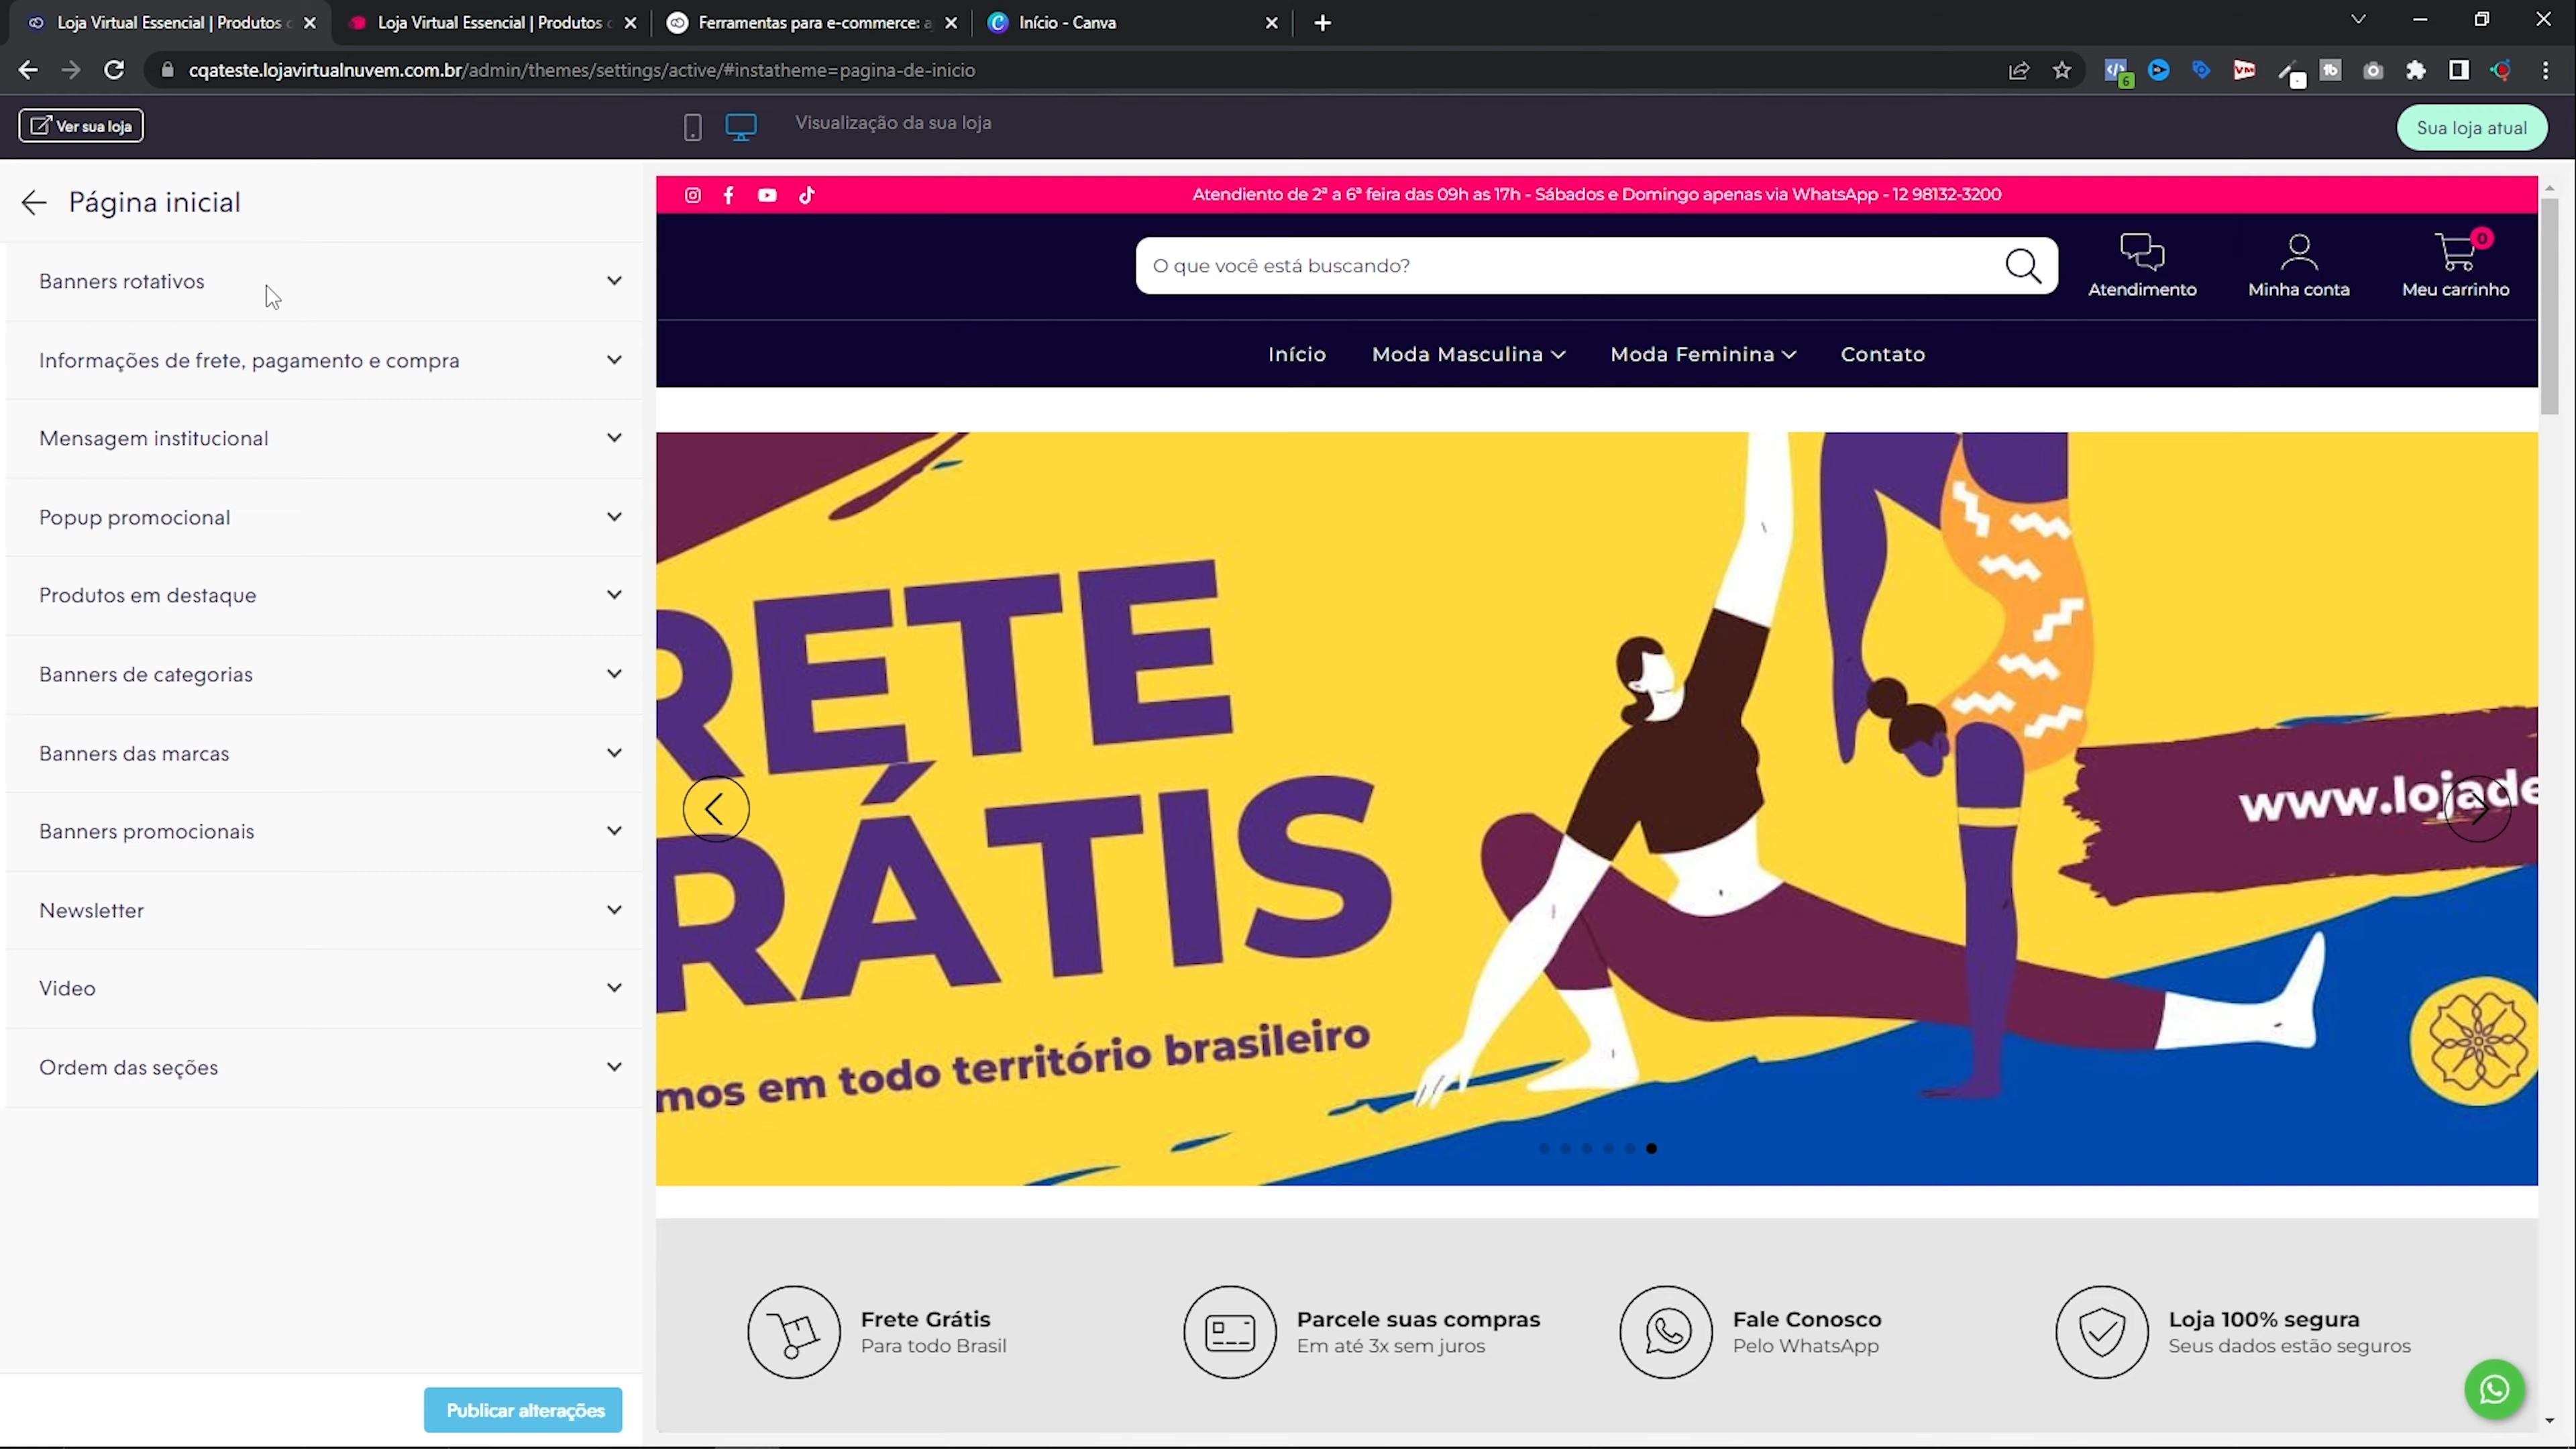 Loja Virtual Essencial | Produtos
Loja Virtual Essencial | Produtos
Ferramentas para e-commerce:
Início - Canva
cqateste.lojavirtualnuvem.com.br/admin/themes/settings/active/#instatheme=pagina-de-inicio
6
VM
tb
Ver sua loja
Visualização da sua loja
Sua loja atual
Página inicial
Banners rotativos
Informações de frete, pagamento e compra
Mensagem institucional
Popup promocional
Produtos em destaque
Banners de categorias
Banners das marcas
Banners promocionais
Newsletter
Video
Ordem das seções
Publicar alterações
Atendiento de 2ª a 6ª feira das 09h as 17h - Sábados e Domingo apenas via WhatsApp - 12 98132-3200
O que você está buscando?
Atendimento
Minha conta
0
Meu carrinho
Início Moda Masculina Moda Feminina Contato
RETE
RÁTIS
mos em todo território brasileiro
www.lojade
Frete Grátis
Para todo Brasil
Parcele suas compras
Em até 3x sem juros
Fale Conosco
Pelo WhatsApp
Loja 100% segura
Seus dados estão seguros